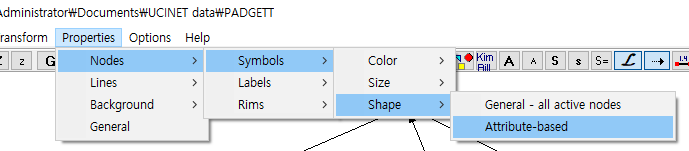 Administrator₩Documents₩UCINET data₩PADGETT
ransform Properties Options Help
z G Kim Bill A A s s S= L
Nodes Symbols Color
Lines Labels Size
Background Rims Shape General - all active nodes
General Attribute-based